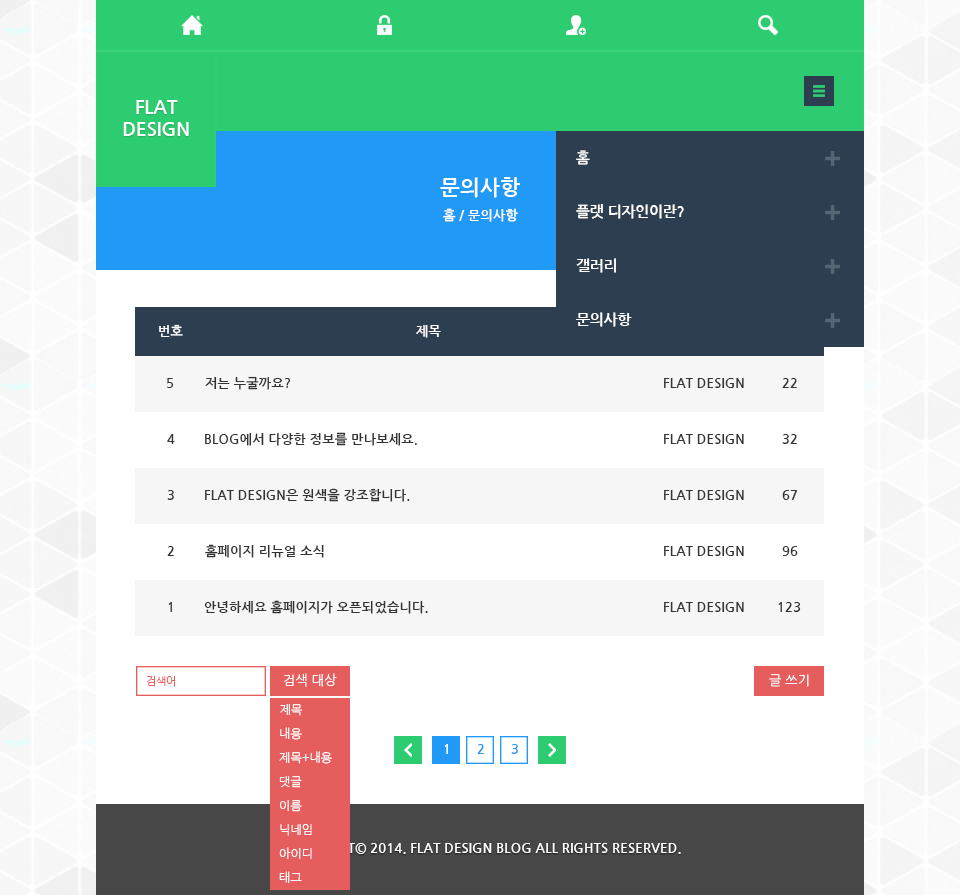 FLAT
DESIGN
문의사항
홈 / 문의사항
홈
플랫 디자인이란?
갤러리
문의사항
번호 제목
5 저는 누굴까요? FLAT DESIGN 22
4 BLOG에서 다양한 정보를 만나보세요. FLAT DESIGN 32
3 FLAT DESIGN은 원색을 강조합니다. FLAT DESIGN 67
2 홈페이지 리뉴얼 소식 FLAT DESIGN 96
1 안녕하세요 홈페이지가 오픈되었습니다. FLAT DESIGN 123
검색어 검색 대상 글 쓰기
제목
내용
제목+내용
댓글
이름
닉네임
아이디
태그
1 2 3
T© 2014. FLAT DESIGN BLOG ALL RIGHTS RESERVED.